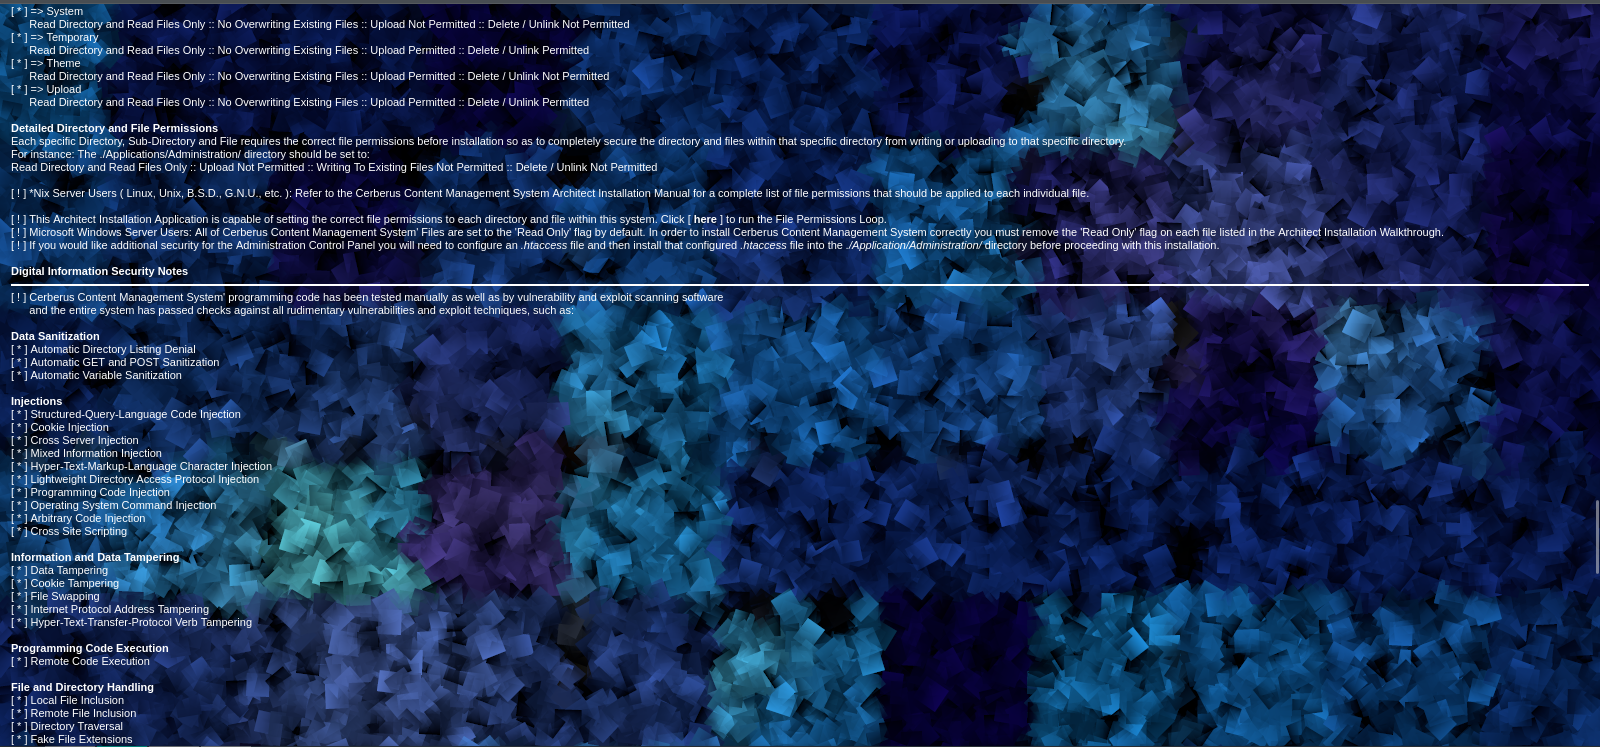 [ * ] => System
Read Directory and Read Files Only :: No Overwriting Existing Files :: Upload Not Permitted :: Delete / Unlink Not Permitted
[ * ] => Temporary
Read Directory and Read Files Only :: No Overwriting Existing Files :: Upload Permitted :: Delete / Unlink Permitted
[ * ] => Theme
Read Directory and Read Files Only :: No Overwriting Existing Files :: Upload Permitted :: Delete / Unlink Not Permitted
[ * ] => Upload
Read Directory and Read Files Only :: No Overwriting Existing Files :: Upload Permitted :: Delete / Unlink Permitted
Detailed Directory and File Permissions
Each specific Directory, Sub-Directory and File requires the correct file permissions before installation so as to completely secure the directory and files within that specific directory from writing or uploading to that specific directory.
For instance: The ./Applications/Administration/ directory should be set to:
Read Directory and Read Files Only :: Upload Not Permitted :: Writing To Existing Files Not Permitted :: Delete / Unlink Not Permitted
[ ! ] *Nix Server Users ( Linux, Unix, B.S.D., G.N.U., etc. ): Refer to the Cerberus Content Management System Architect Installation Manual for a complete list of file permissions that should be applied to each individual file.
[ ! ] This Architect Installation Application is capable of setting the correct file permissions to each directory and file within this system. Click [ here ] to run the File Permissions Loop.
[ ! ] Microsoft Windows Server Users: All of Cerberus Content Management System' Files are set to the 'Read Only' flag by default. In order to install Cerberus Content Management System correctly you must remove the 'Read Only' flag on each file listed in the Architect Installation Walkthrough.
[ ! ] If you would like additional security for the Administration Control Panel you will need to configure an .htaccess file and then install that configured .htaccess file into the ./Application/Administration/ directory before proceeding with this installation.
Digital Information Security Notes
[ ! ] Cerberus Content Management System' programming code has been tested manually as well as by vulnerability and exploit scanning software
and the entire system has passed checks against all rudimentary vulnerabilities and exploit techniques, such as:
Data Sanitization
[ * ] Automatic Directory Listing Denial
[ * ] Automatic GET and POST Sanitization
[ * ] Automatic Variable Sanitization
Injections
[ * ] Structured-Query-Language Code Injection
[ * ] Cookie Injection
[ * ] Cross Server Injection
[ * ] Mixed Information Injection
[ * ] Hyper-Text-Markup-Language Character Injection
[ * ] Lightweight Directory Access Protocol Injection
[ * ] Programming Code Injection
[ * ] Operating System Command Injection
[ * ] Arbitrary Code Injection
[ * ] Cross Site Scripting
Information and Data Tampering
[ * ] Data Tampering
[ * ] Cookie Tampering
[ * ] File Swapping
[ * ] Internet Protocol Address Tampering
[ * ] Hyper-Text-Transfer-Protocol Verb Tampering
Programming Code Execution
[ * ] Remote Code Execution
File and Directory Handling
[ * ] Local File Inclusion
[ * ] Remote File Inclusion
[ * ] Directory Traversal
[ * ] Fake File Extensions